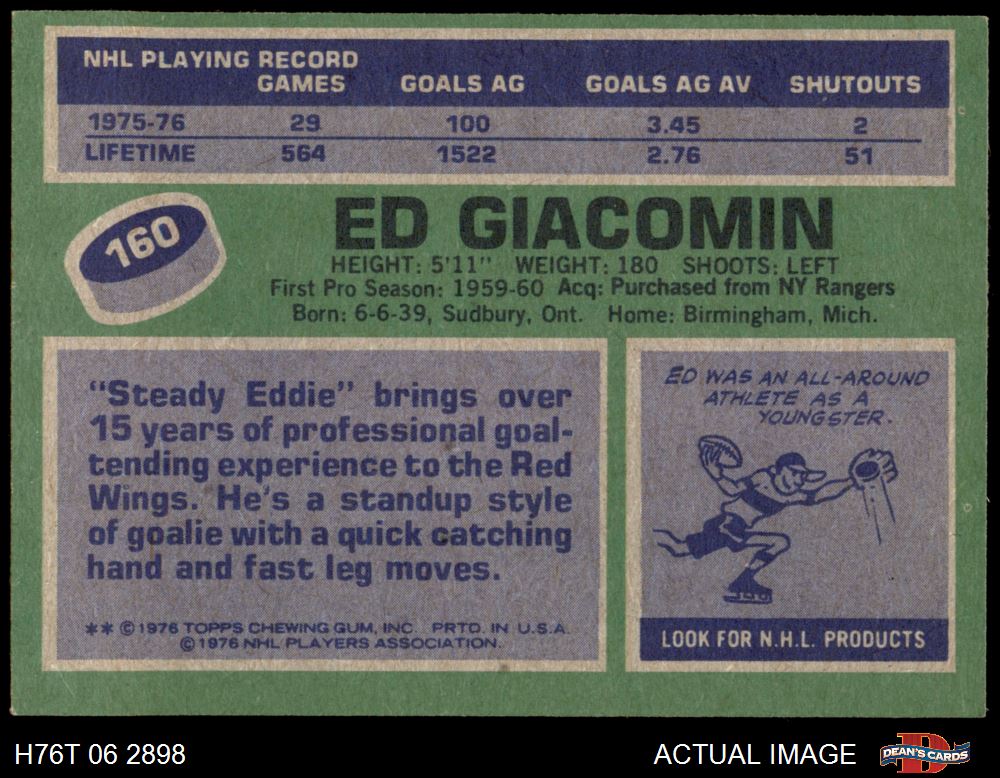 NHL PLAYING RECORD
GAMES GOALS AG GOALS AG AV SHUTOUTS
1975-76 29 100 3.45 2
LIFETIME 564 1522 2.76 51
160
ED GIACOMIN
HEIGHT: 5'11" WEIGHT: 180 SHOOTS: LEFT
First Pro Season: 1959-60 Acq: Purchased from NY Rangers
Born: 6-6-39, Sudbury, Ont. Home: Birmingham, Mich.
"Steady Eddie" brings over
15 years of professional goal-
tending experience to the Red
Wings. He's a standup style
of goalie with a quick catching
hand and fast leg moves.
** © 1976 TOPPS CHEWING GUM, INC. PRTD. IN U.S.A.
© 1976 NHL PLAYERS ASSOCIATION.
ED WAS AN ALL-AROUND
ATHLETE AS A
YOUNGSTER.
LOOK FOR N.H.L. PRODUCTS
H76T 06 2898 ACTUAL IMAGE
D
DEAN'S CARDS